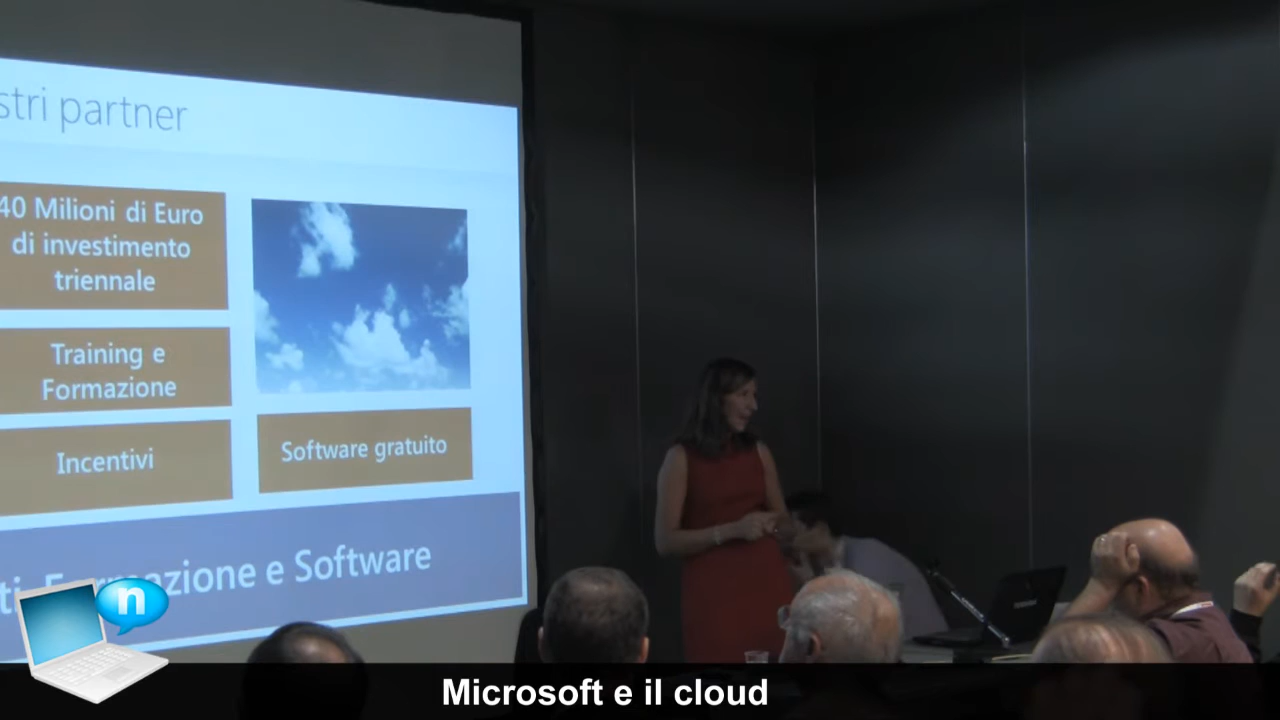 stri partner
40 Milioni di Euro
di investimento
triennale
Training e
Formazione
Incentivi
Software gratuito
ti, Formazione e Software
n
Microsoft e il cloud